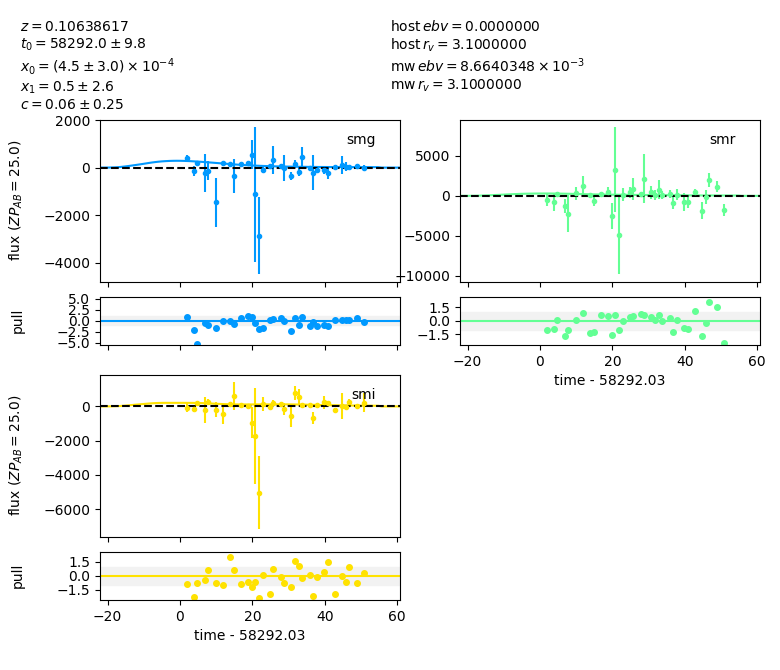 z = 0.10638617
t₀ = 58292.0 ± 9.8
x₀ = (4.5 ± 3.0) × 10⁻⁴
x₁ = 0.5 ± 2.6
c = 0.06 ± 0.25
host ebv = 0.0000000
host r_v = 3.1000000
mw ebv = 8.6640348 × 10⁻³
mw r_v = 3.1000000
smg
flux (ZP_AB = 25.0)
2000
0
−2000
−4000
pull
5.0
2.5
0.0
−2.5
−5.0
smr
5000
0
−5000
−10000
1.5
0.0
−1.5
−20 0 20 40 60
time - 58292.03
smi
flux (ZP_AB = 25.0)
0
−2000
−4000
−6000
pull
1.5
0.0
−1.5
−20 0 20 40 60
time - 58292.03